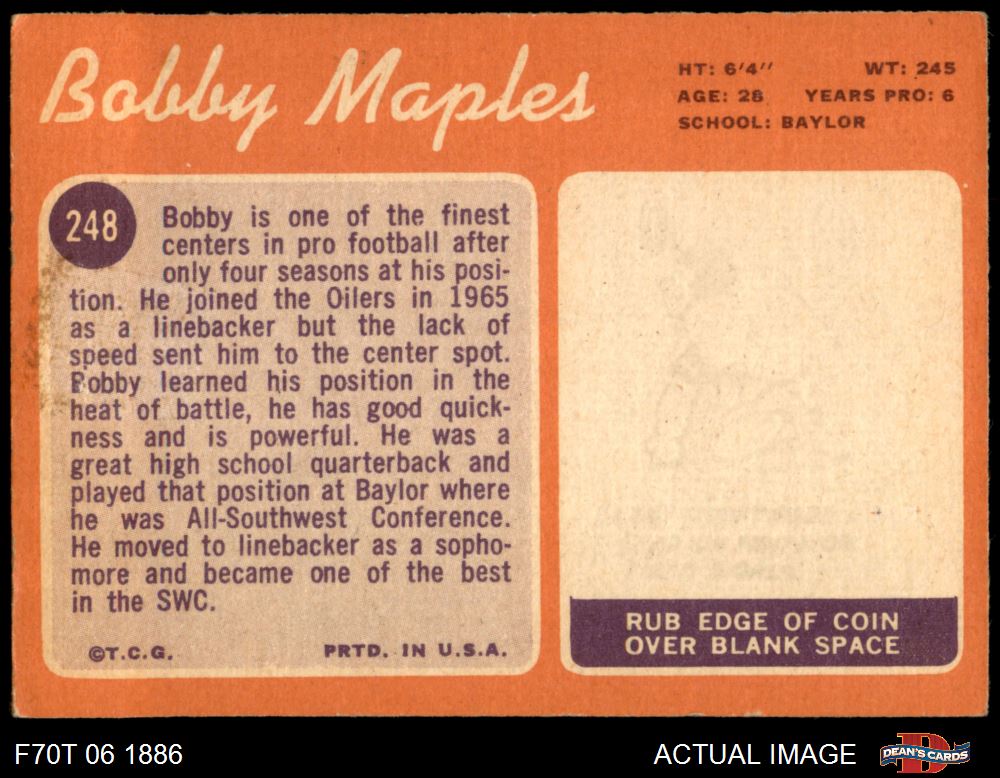 Bobby Maples
HT: 6'4" WT: 245
AGE: 28 YEARS PRO: 6
SCHOOL: BAYLOR
248
Bobby is one of the finest
centers in pro football after
only four seasons at his posi-
tion. He joined the Oilers in 1965
as a linebacker but the lack of
speed sent him to the center spot.
Bobby learned his position in the
heat of battle, he has good quick-
ness and is powerful. He was a
great high school quarterback and
played that position at Baylor where
he was All-Southwest Conference.
He moved to linebacker as a sopho-
more and became one of the best
in the SWC.
©T.C.G. PRTD. IN U.S.A.
RUB EDGE OF COIN
OVER BLANK SPACE
F70T 06 1886
ACTUAL IMAGE
D
DEAN'S CARDS